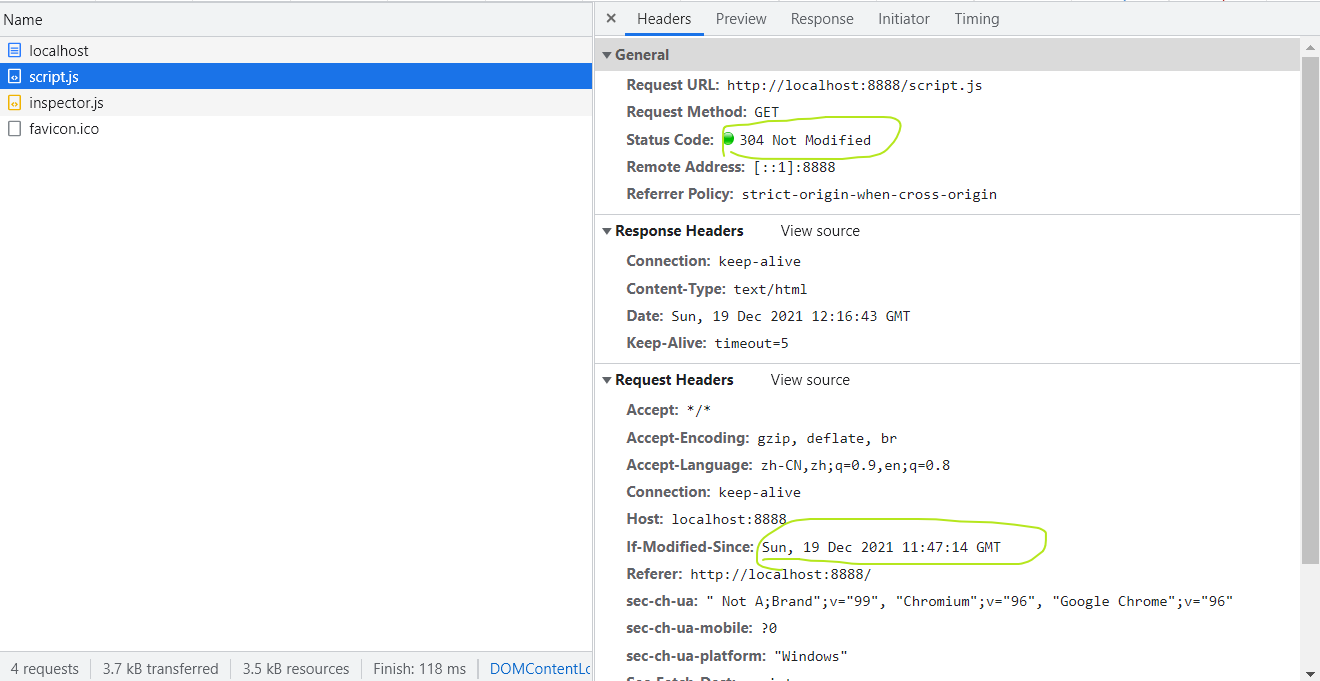 Name
localhost
script.js
inspector.js
favicon.ico
4 requests 3.7 kB transferred 3.5 kB resources Finish: 118 ms DOMContentLo
× Headers Preview Response Initiator Timing
General
Request URL: http://localhost:8888/script.js
Request Method: GET
Status Code: 304 Not Modified
Remote Address: [::1]:8888
Referrer Policy: strict-origin-when-cross-origin
Response Headers View source
Connection: keep-alive
Content-Type: text/html
Date: Sun, 19 Dec 2021 12:16:43 GMT
Keep-Alive: timeout=5
Request Headers View source
Accept: */*
Accept-Encoding: gzip, deflate, br
Accept-Language: zh-CN,zh;q=0.9,en;q=0.8
Connection: keep-alive
Host: localhost:8888
If-Modified-Since: Sun, 19 Dec 2021 11:47:14 GMT
Referer: http://localhost:8888/
sec-ch-ua: " Not A;Brand";v="99", "Chromium";v="96", "Google Chrome";v="96"
sec-ch-ua-mobile: ?0
sec-ch-ua-platform: "Windows"